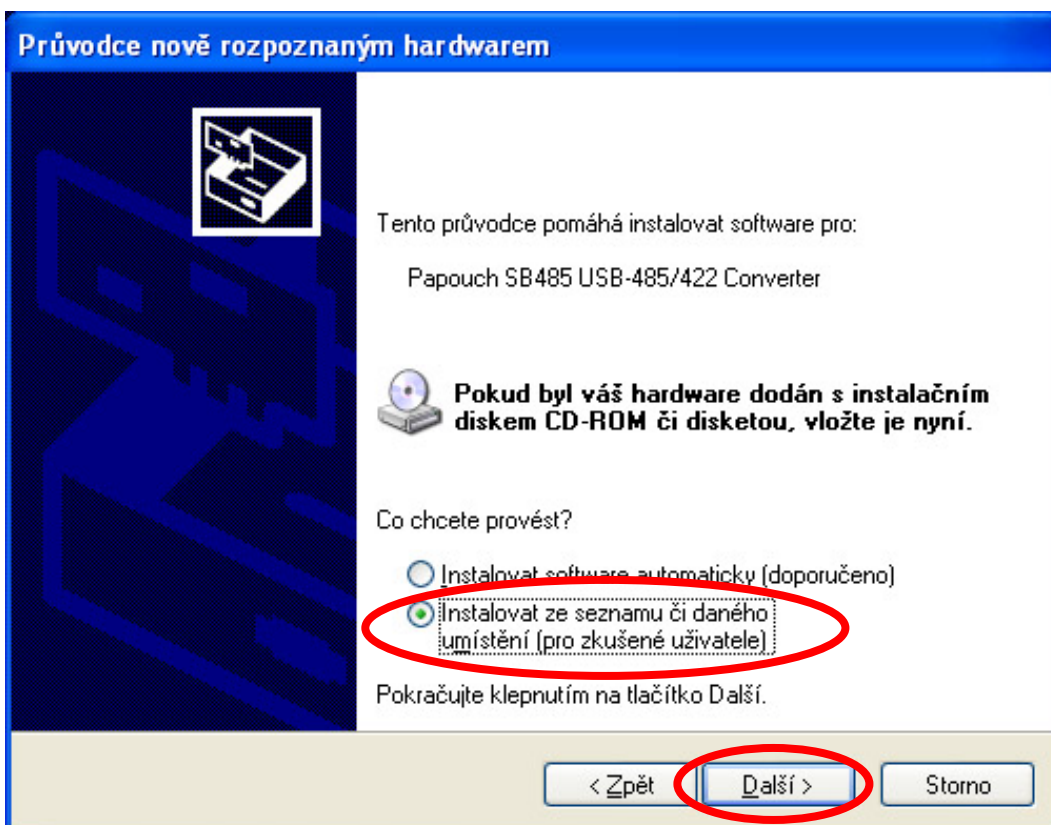 Průvodce nově rozpoznaným hardwarem
Tento průvodce pomáhá instalovat software pro:
Papouch SB485 USB-485/422 Converter
Pokud byl váš hardware dodán s instalačním
diskem CD-ROM či disketou, vložte je nyní.
Co chcete provést?
Instalovat software automaticky (doporučeno)
Instalovat ze seznamu či daného
umístění (pro zkušené uživatele)
Pokračujte klepnutím na tlačítko Další.
< Zpět
Další >
Storno